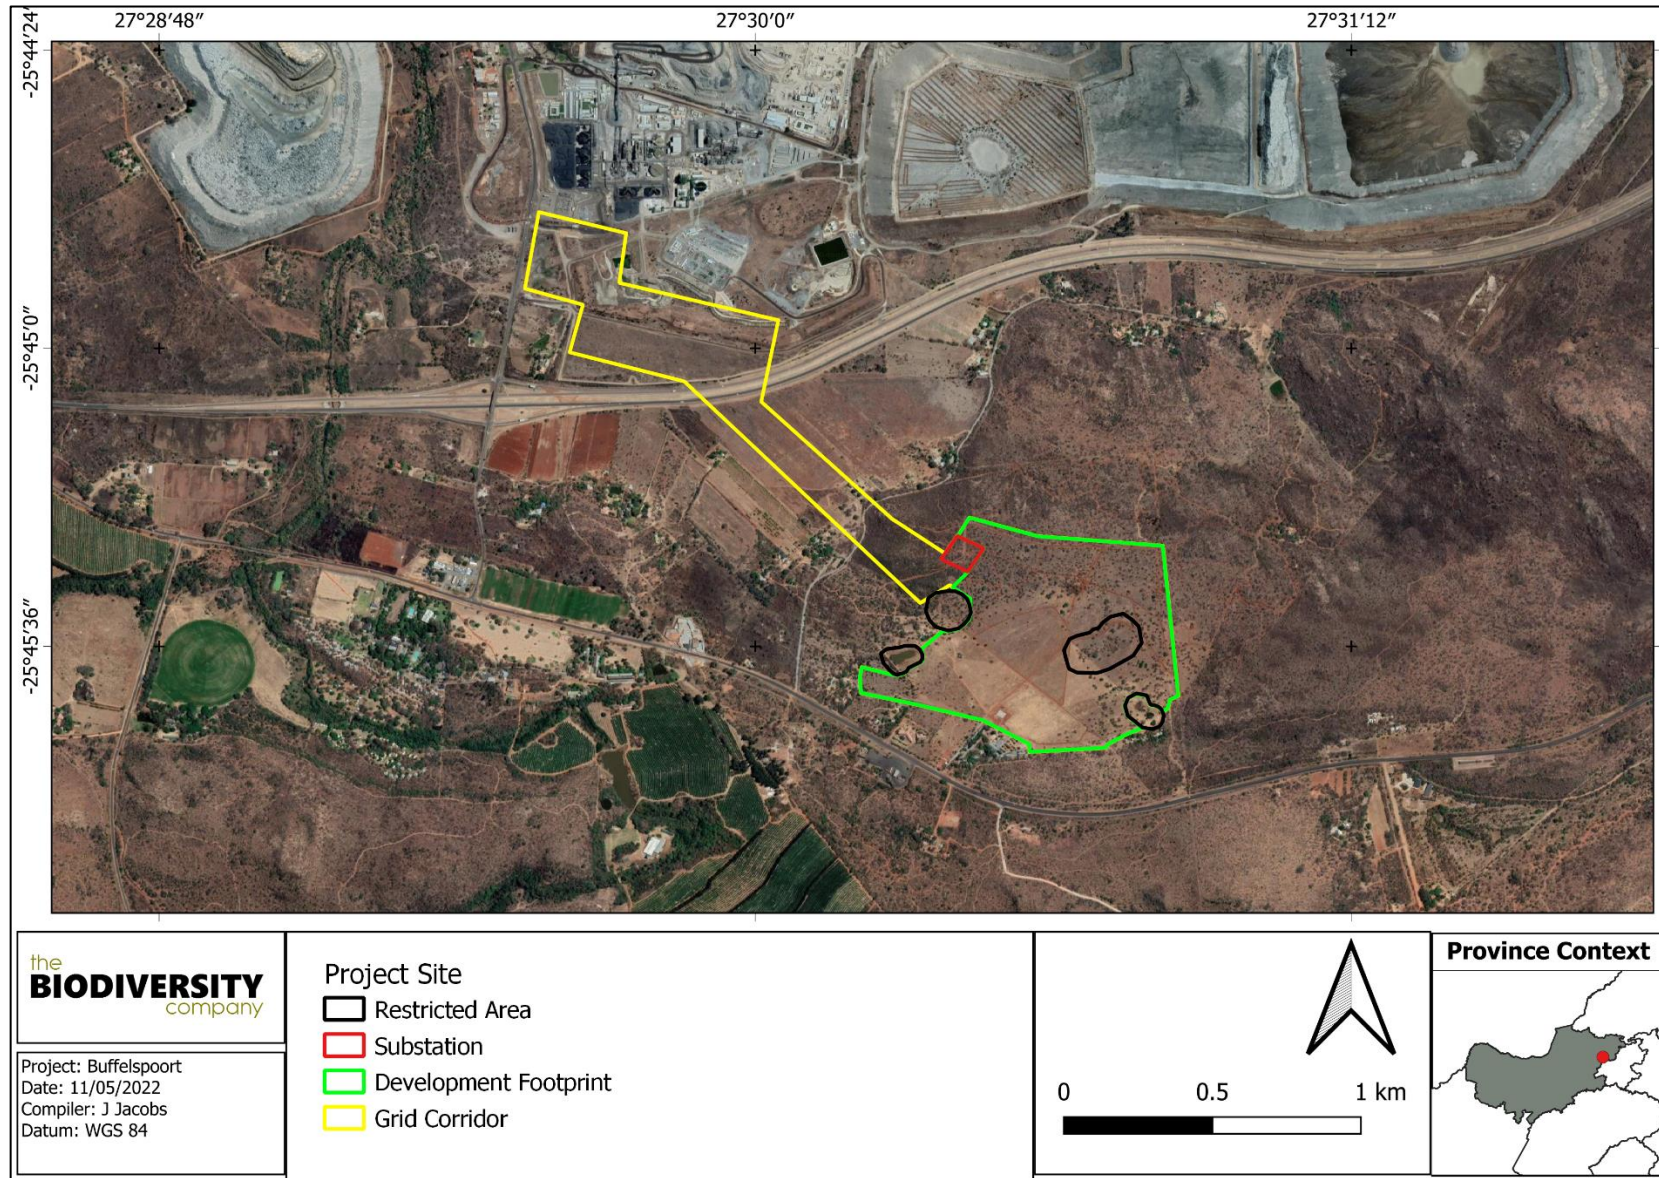 27°28′48″ 27°30′0″ 27°31′12″
-25°44′24″
-25°45′0″
-25°45′36″
the
BIODIVERSITY
company
Project: Buffelspoort
Date: 11/05/2022
Compiler: J Jacobs
Datum: WGS 84
Project Site
Restricted Area
Substation
Development Footprint
Grid Corridor
0 0.5 1 km
Province Context